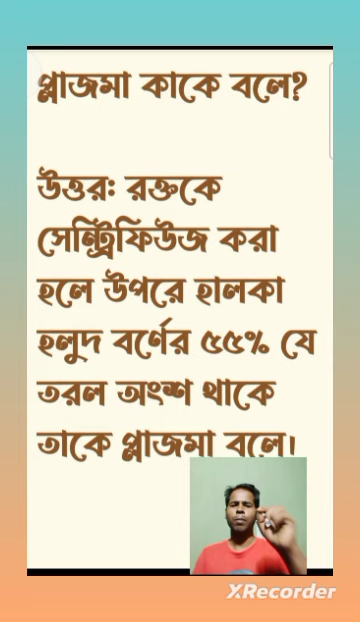 প্লাজমা কাকে বলে?
উত্তরঃ রক্তকে
সেন্ট্রিফিউজ করা
হলে উপরে হালকা
হলুদ বর্ণের ৫৫% যে
তরল অংশ থাকে
তাকে প্লাজমা বলে।
XRecorder